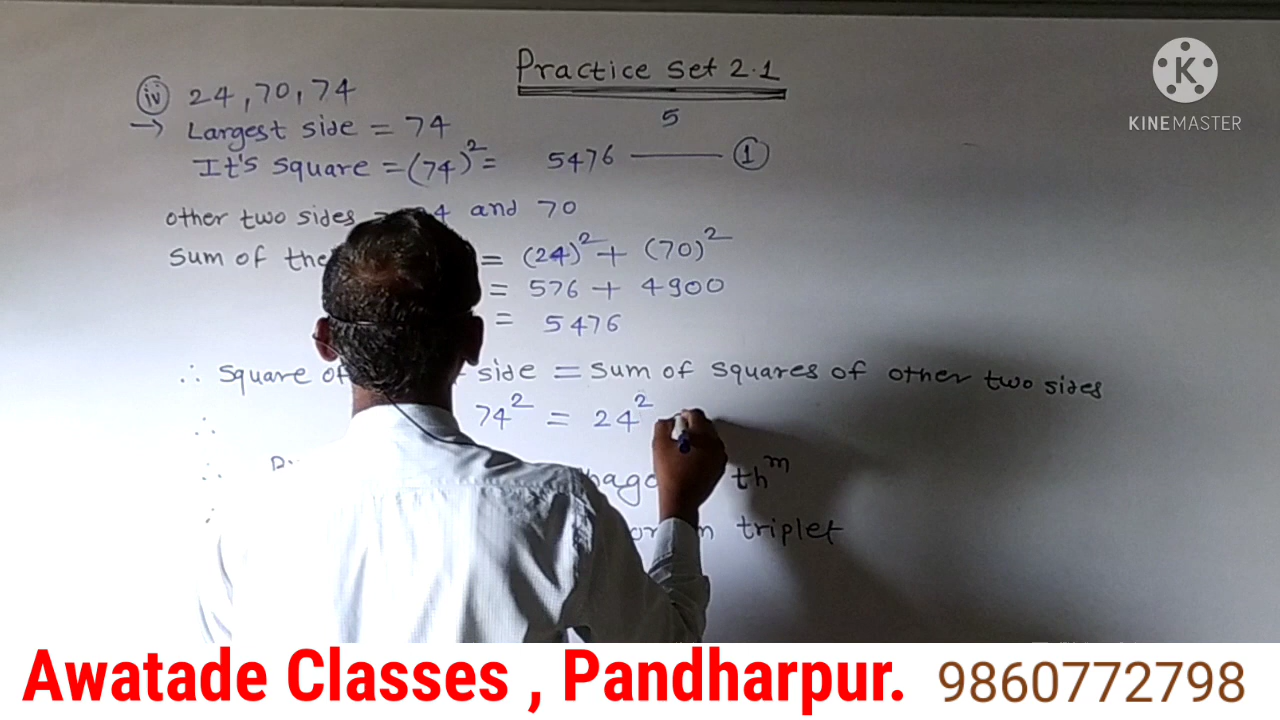 Practice Set 2.1
5
KINEMASTER
(iv) 24, 70, 74
→ Largest side = 74
It's square = (74)² = 5476 —— (1)
other two sides and 70
Sum of the = (24)² + (70)²
= 576 + 4900
= 5476
∴ Square of side = Sum of squares of other two sides
∴ 74² = 24²
∴ thᵐ
∴ triplet
Awatade Classes , Pandharpur. 9860772798